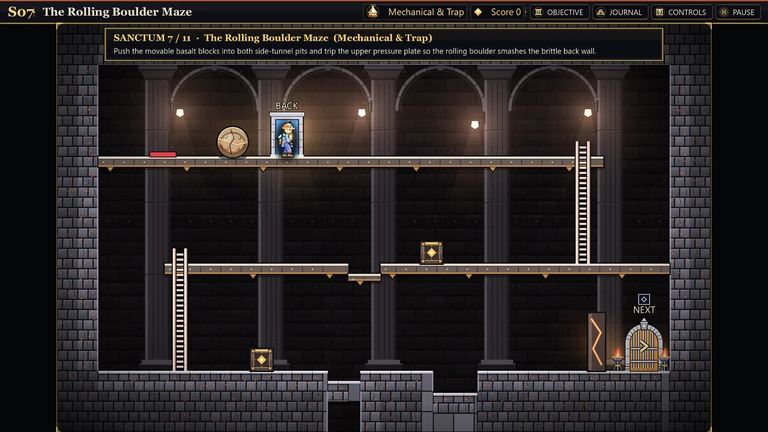 S07 The Rolling Boulder Maze
Mechanical & Trap
Score 0
OBJECTIVE
JOURNAL
CONTROLS
PAUSE
SANCTUM 7 / 11 · The Rolling Boulder Maze (Mechanical & Trap)
Push the movable basalt blocks into both side-tunnel pits and trip the upper pressure plate so the rolling boulder smashes the brittle back wall.
BACK
NEXT